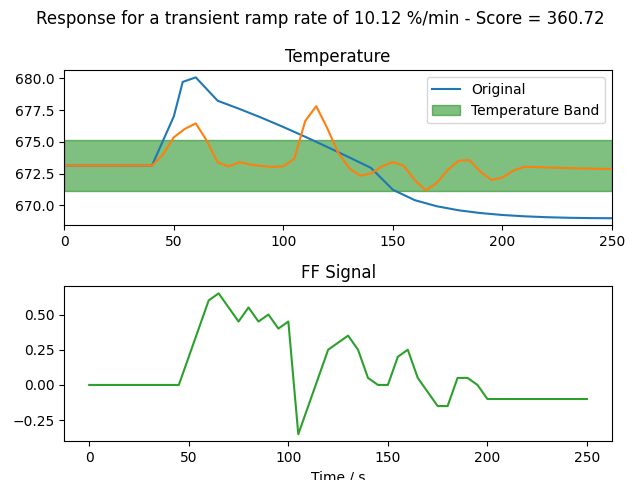 Response for a transient ramp rate of 10.12 %/min - Score = 360.72
Temperature
680.0
677.5
675.0
672.5
670.0
Original
Temperature Band
0 50 100 150 200 250
FF Signal
0.50
0.25
0.00
−0.25
0 50 100 150 200 250
Time / s